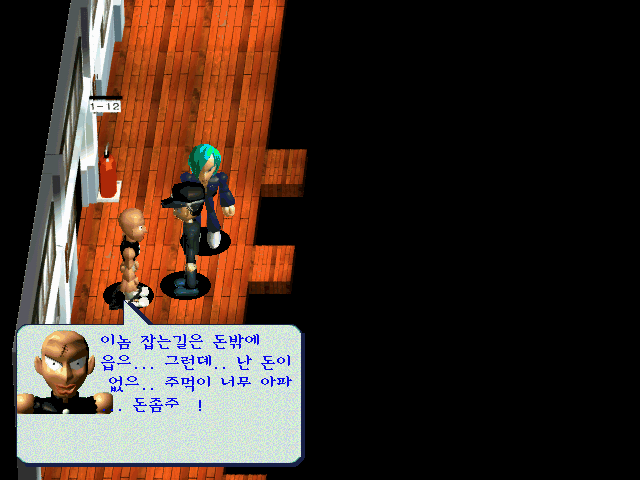 1-12
이놈 잡는길은 돈밖에
읍으... 그런데.. 난 돈이
없으.. 주먹이 너무 아파
. 돈좀주 !